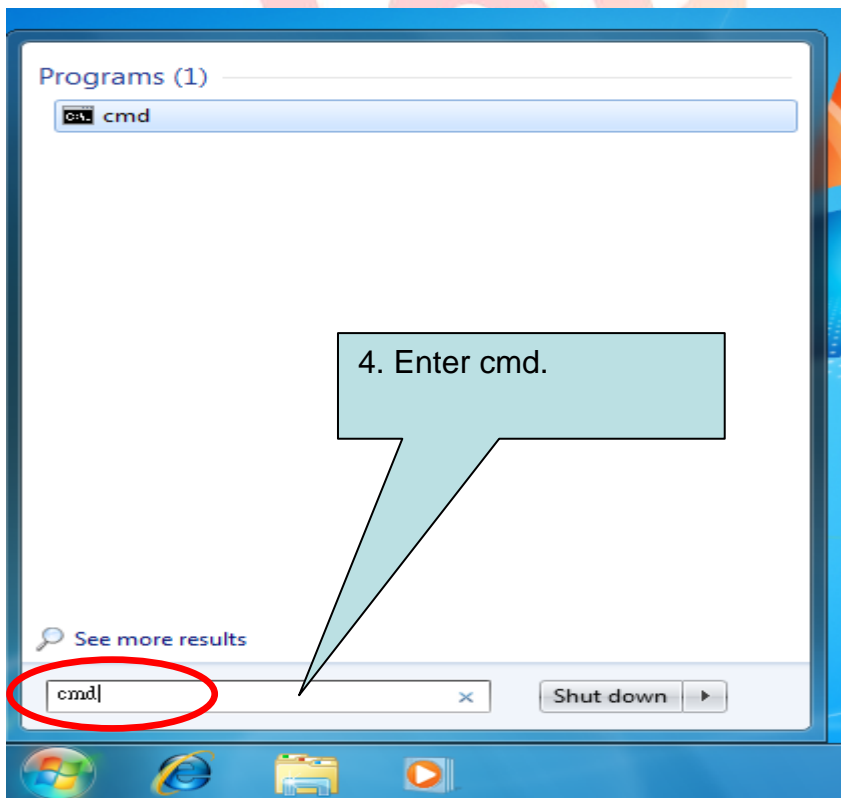 Programs (1)
cmd
4. Enter cmd.
See more results
cmd
Shut down